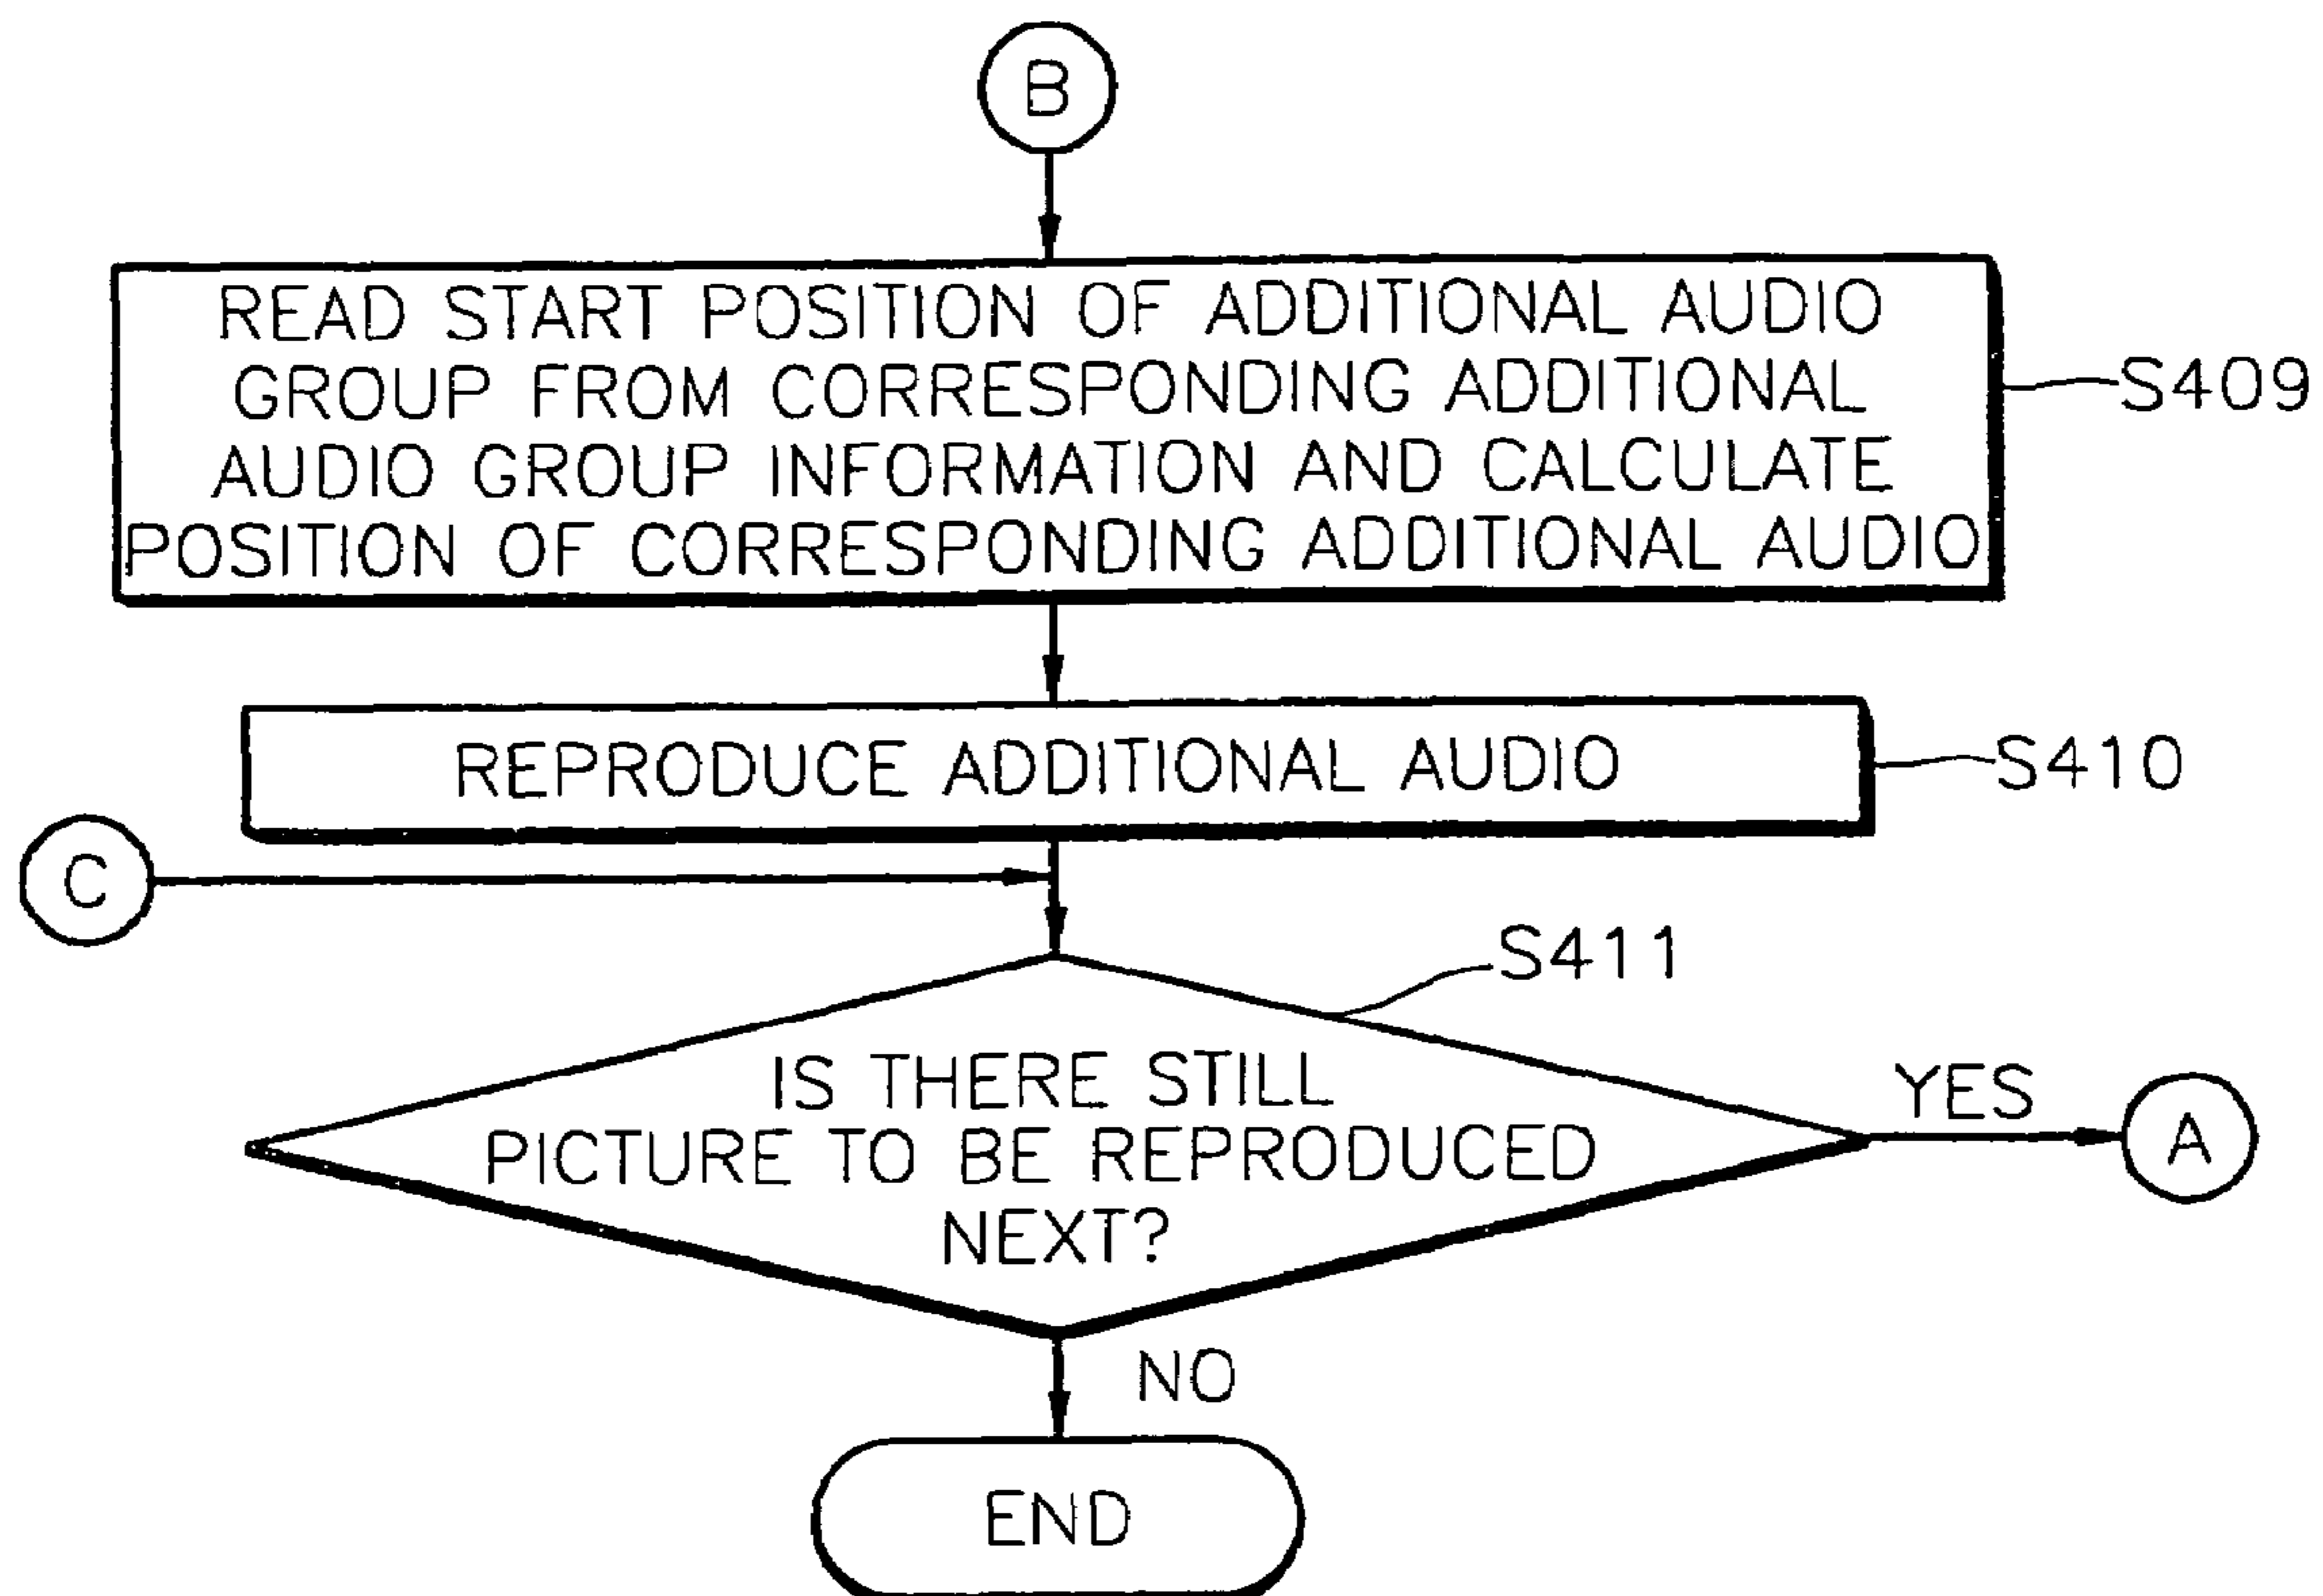 B
READ START POSITION OF ADDITIONAL AUDIO
GROUP FROM CORRESPONDING ADDITIONAL
AUDIO GROUP INFORMATION AND CALCULATE
POSITION OF CORRESPONDING ADDITIONAL AUDIO
S409
REPRODUCE ADDITIONAL AUDIO
S410
C
S411
IS THERE STILL
PICTURE TO BE REPRODUCED
NEXT?
YES
A
NO
END